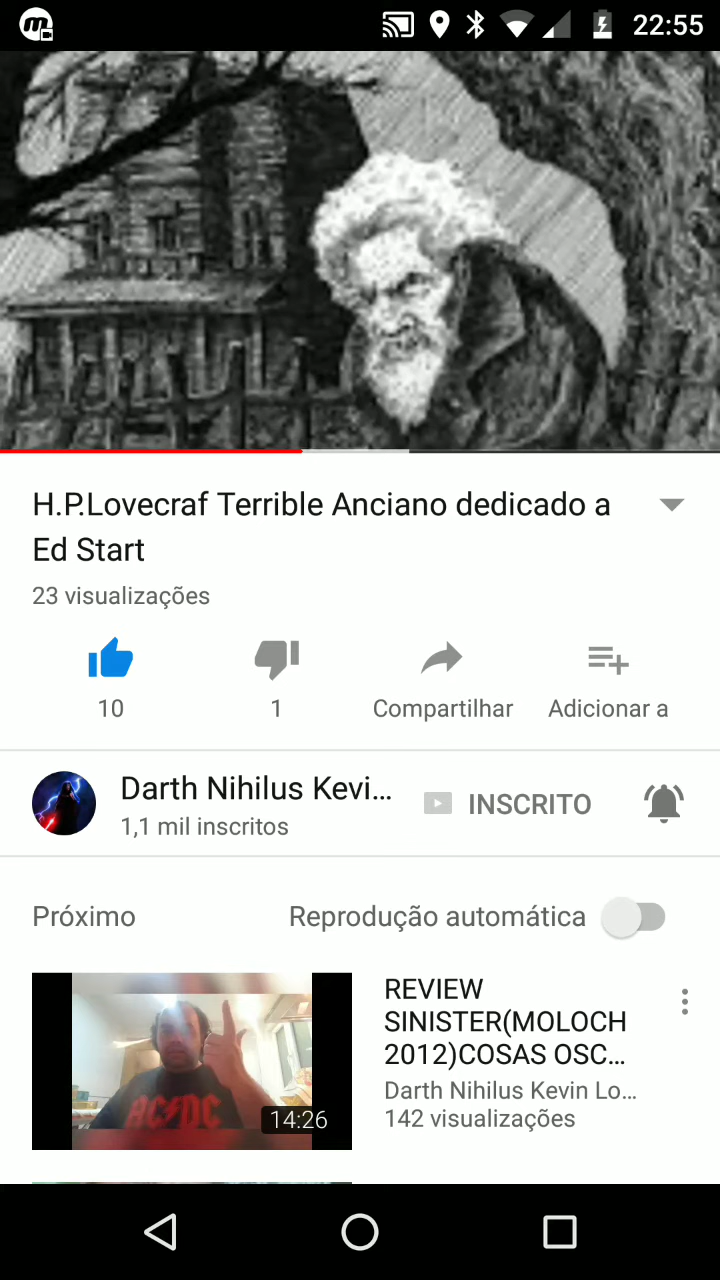 22:55
H.P.Lovecraf Terrible Anciano dedicado a
Ed Start
23 visualizações
10
1
Compartilhar
Adicionar a
Darth Nihilus Kevi...
1,1 mil inscritos
INSCRITO
Próximo
Reprodução automática
AC⚡DC
14:26
REVIEW
SINISTER(MOLOCH
2012)COSAS OSC...
Darth Nihilus Kevin Lo...
142 visualizações